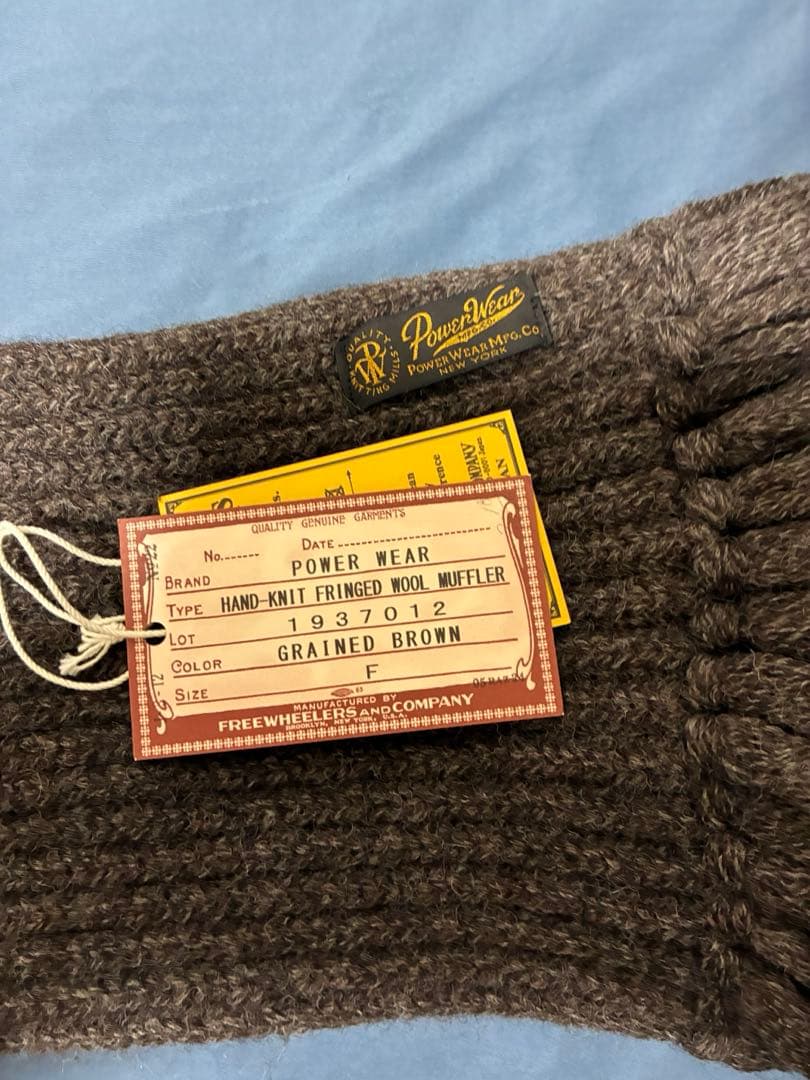 QUALITY KNITTING MILLS
PW
PowerWear
MFG.CO.
POWERWEAR MFG. CO
NEW YORK
QUALITY GENUINE GARMENTS
No. DATE
BRAND POWER WEAR
TYPE HAND-KNIT FRINGED WOOL MUFFLER
LOT 1937012
COLOR GRAINED BROWN
SIZE F
MANUFACTURED BY
FREEWHEELERS AND COMPANY
BROOKLYN, NEW YORK, U.S.A.